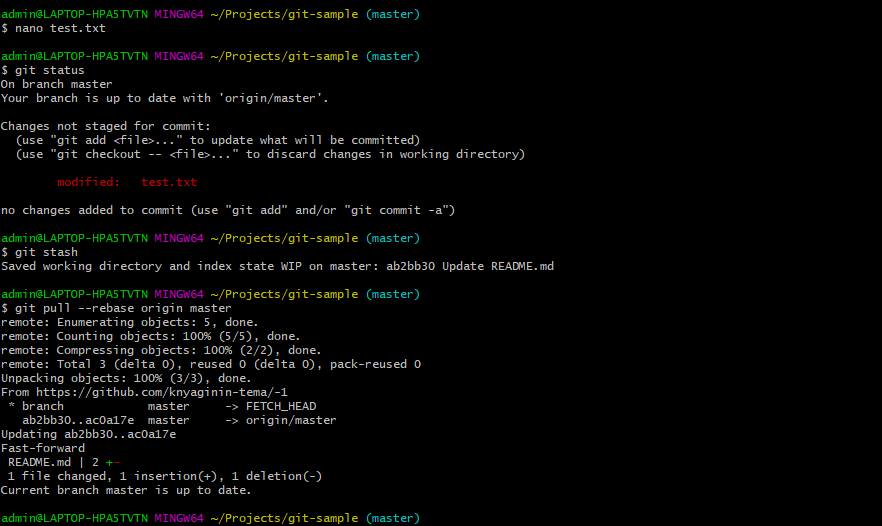 admin@LAPTOP-HPA5TVTN MINGW64 ~/Projects/git-sample (master)
$ nano test.txt
admin@LAPTOP-HPA5TVTN MINGW64 ~/Projects/git-sample (master)
$ git status
On branch master
Your branch is up to date with 'origin/master'.
Changes not staged for commit:
  (use "git add <file>..." to update what will be committed)
  (use "git checkout -- <file>..." to discard changes in working directory)
        modified:   test.txt
no changes added to commit (use "git add" and/or "git commit -a")
admin@LAPTOP-HPA5TVTN MINGW64 ~/Projects/git-sample (master)
$ git stash
Saved working directory and index state WIP on master: ab2bb30 Update README.md
admin@LAPTOP-HPA5TVTN MINGW64 ~/Projects/git-sample (master)
$ git pull --rebase origin master
remote: Enumerating objects: 5, done.
remote: Counting objects: 100% (5/5), done.
remote: Compressing objects: 100% (2/2), done.
remote: Total 3 (delta 0), reused 0 (delta 0), pack-reused 0
Unpacking objects: 100% (3/3), done.
From https://github.com/knyaginin-tema/-1
 * branch            master     -> FETCH_HEAD
   ab2bb30..ac0a17e  master     -> origin/master
Updating ab2bb30..ac0a17e
Fast-forward
 README.md | 2 +-
 1 file changed, 1 insertion(+), 1 deletion(-)
Current branch master is up to date.
admin@LAPTOP-HPA5TVTN MINGW64 ~/Projects/git-sample (master)